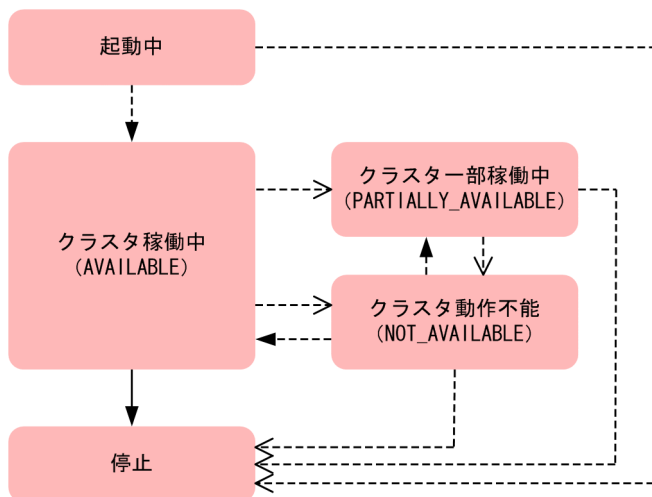 起動中
クラスタ一部稼働中
(PARTIALLY_AVAILABLE)
クラスタ稼働中
(AVAILABLE)
クラスタ動作不能
(NOT_AVAILABLE)
停止